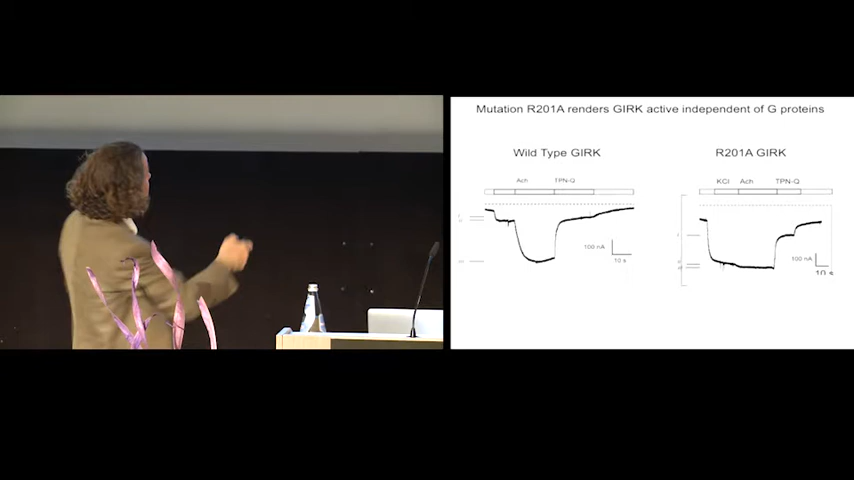 Mutation R201A renders GIRK active independent of G proteins
Wild Type GIRK
R201A GIRK
Ach
TPN-Q
KCl
Ach
TPN-Q
100 nA
10 s
100 nA
10 s